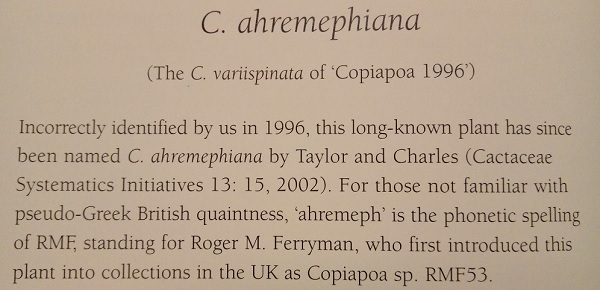 C. ahremephiana
(The C. variispinata of ‘Copiapoa 1996’)
Incorrectly identified by us in 1996, this long-known plant has since
been named C. ahremephiana by Taylor and Charles (Cactaceae
Systematics Initiatives 13: 15, 2002). For those not familiar with
pseudo-Greek British quaintness, ‘ahremeph’ is the phonetic spelling
of RMF, standing for Roger M. Ferryman, who first introduced this
plant into collections in the UK as Copiapoa sp. RMF53.